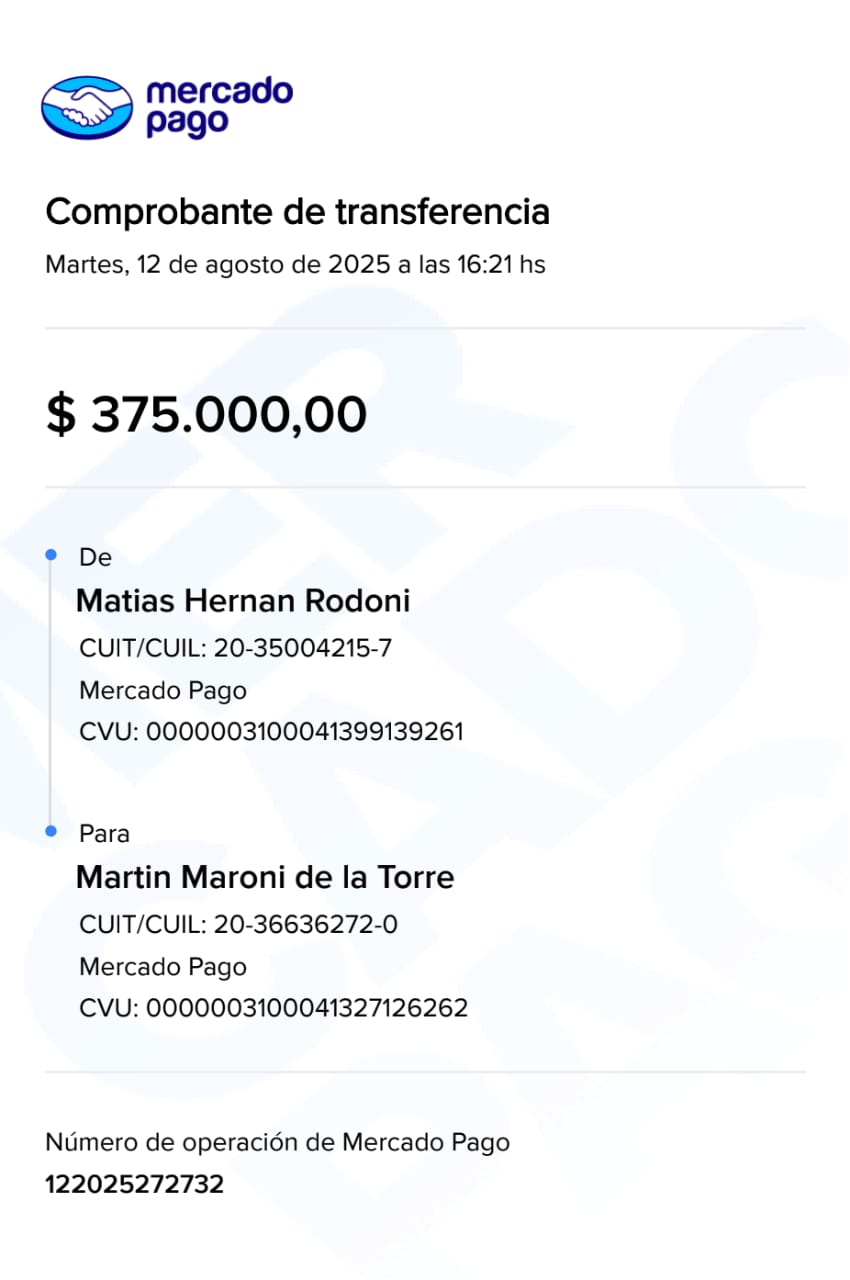 mercado
pago
Comprobante de transferencia
Martes, 12 de agosto de 2025 a las 16:21 hs
$ 375.000,00
De
Matias Hernan Rodoni
CUIT/CUIL: 20-35004215-7
Mercado Pago
CVU: 0000003100041399139261
Para
Martin Maroni de la Torre
CUIT/CUIL: 20-36636272-0
Mercado Pago
CVU: 0000003100041327126262
Número de operación de Mercado Pago
122025272732